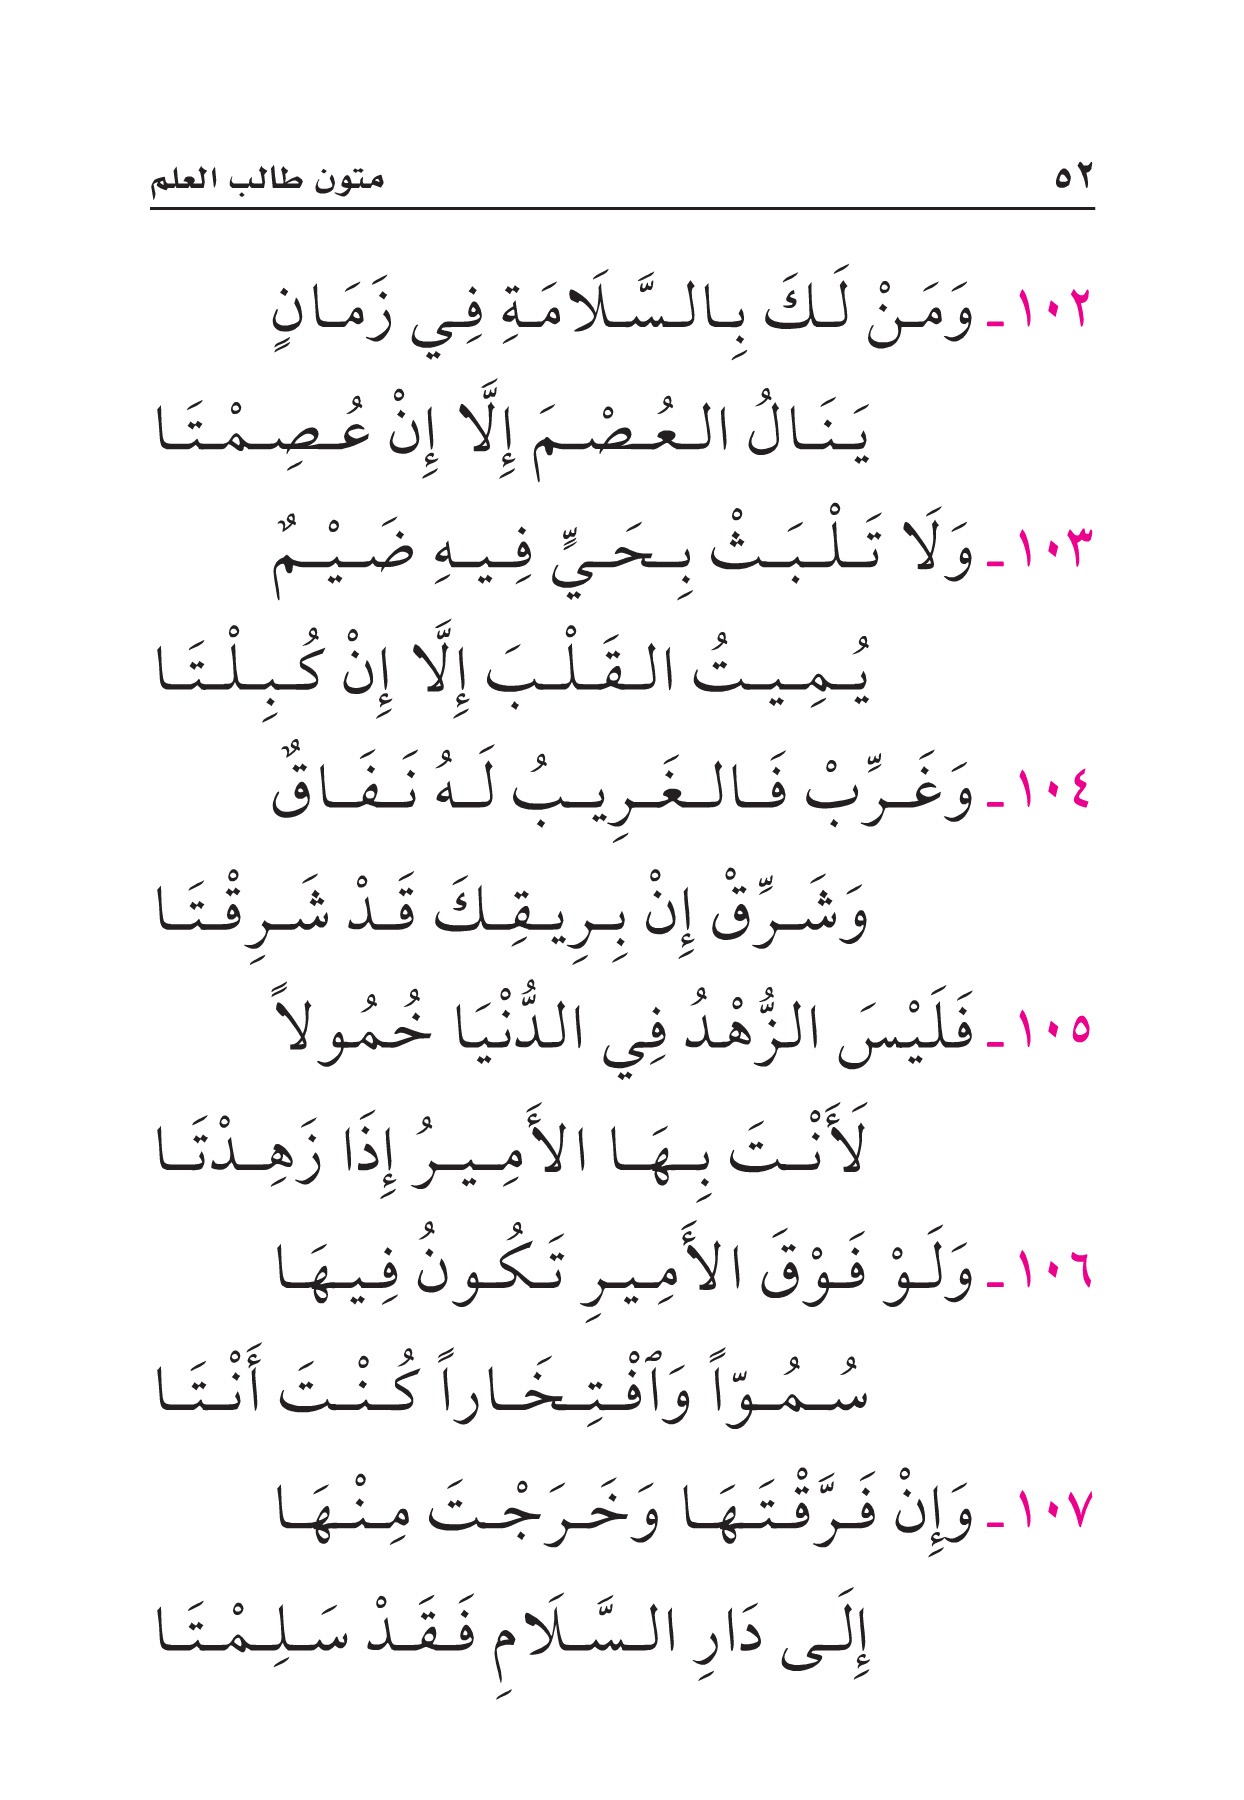 ٥٢ متون طالب العلم
١٠٢ـ وَمَنْ لَكَ بِالسَّلَامَةِ فِي زَمَانٍ
يَنَالُ العُصْمَ إِلَّا إِنْ عُصِمْتَا
١٠٣ـ وَلَا تَلْبَثْ بِحَيٍّ فِيهِ ضَيْمٌ
يُمِيتُ القَلْبَ إِلَّا إِنْ كُبِلْتَا
١٠٤ـ وَغَرِّبْ فَالغَرِيبُ لَهُ نَفَاقٌ
وَشَرِّقْ إِنْ بِرِيقِكَ قَدْ شَرِقْتَا
١٠٥ـ فَلَيْسَ الزُّهْدُ فِي الدُّنْيَا خُمُولاً
لَأَنْتَ بِهَا الأَمِيرُ إِذَا زَهِدْتَا
١٠٦ـ وَلَوْ فَوْقَ الأَمِيرِ تَكُونُ فِيهَا
سُمُوّاً وَٱفْتِخَاراً كُنْتَ أَنْتَا
١٠٧ـ وَإِنْ فَرَّقْتَهَا وَخَرَجْتَ مِنْهَا
إِلَى دَارِ السَّلَامِ فَقَدْ سَلِمْتَا